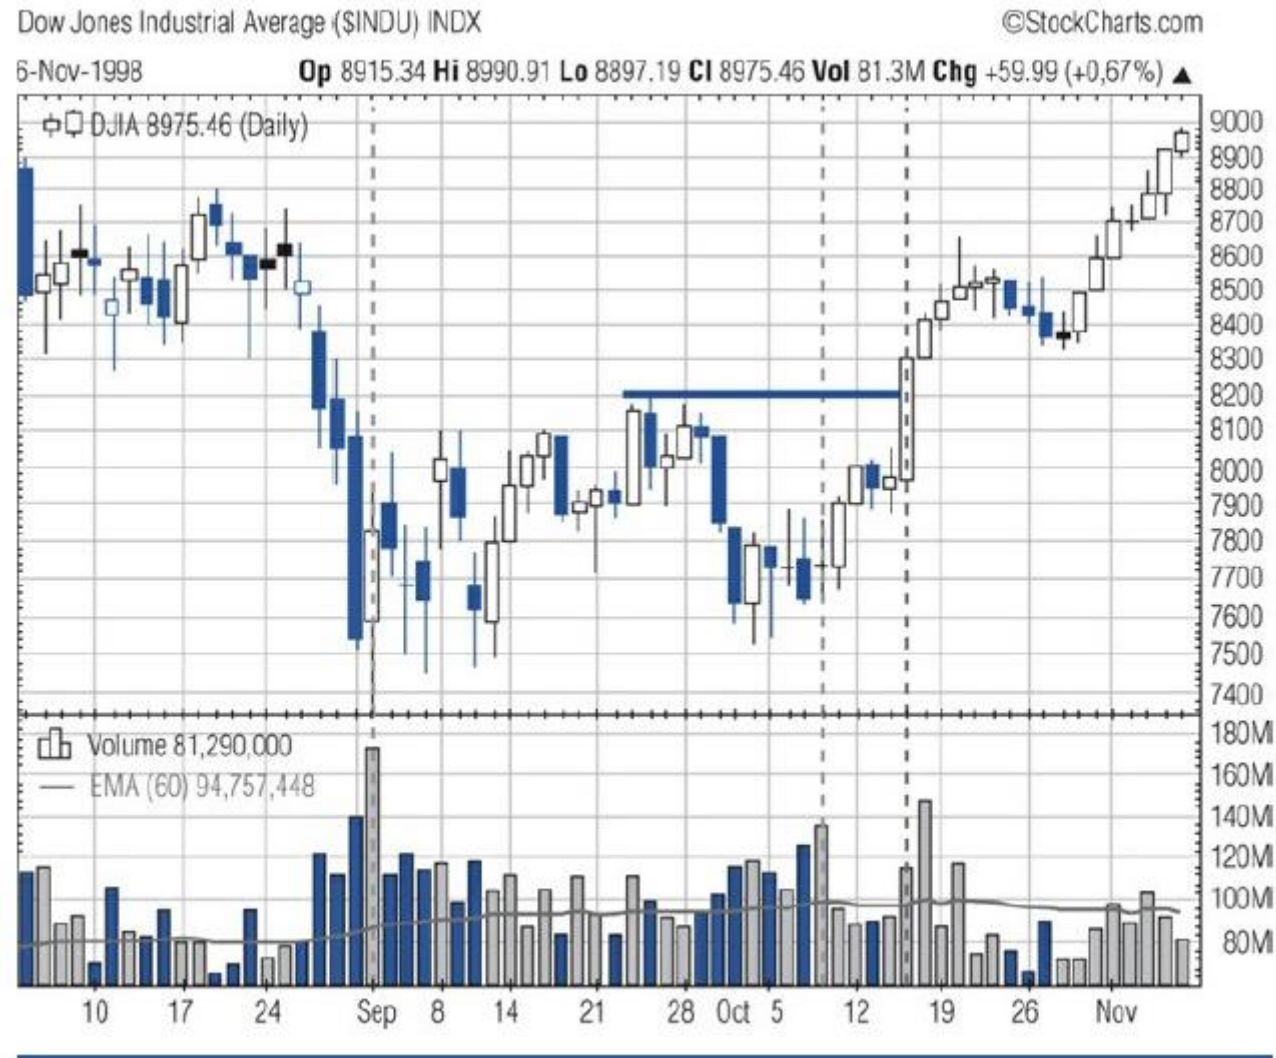 Dow Jones Industrial Average ($INDU) INDX ©StockCharts.com
6-Nov-1998 Op 8915.34 Hi 8990.91 Lo 8897.19 Cl 8975.46 Vol 81.3M Chg +59.99 (+0,67%) ▲
DJIA 8975.46 (Daily)
9000
8900
8800
8700
8600
8500
8400
8300
8200
8100
8000
7900
7800
7700
7600
7500
7400
Volume 81,290,000
EMA (60) 94,757,448
180M
160M
140M
120M
100M
80M
10 17 24 Sep 8 14 21 28 Oct 5 12 19 26 Nov